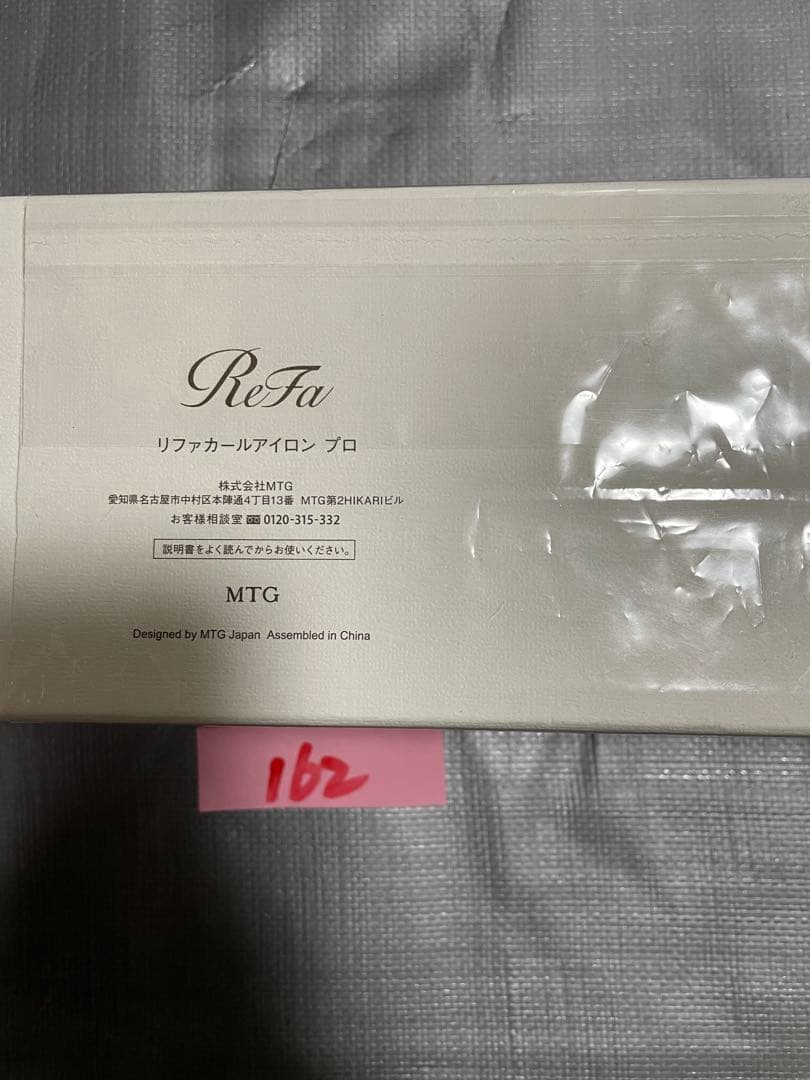 ReFa
リファカールアイロン プロ
株式会社MTG
愛知県名古屋市中村区本陣通4丁目13番 MTG第2HIKARIビル
お客様相談室 0120-315-332
説明書をよく読んでからお使いください。
MTG
Designed by MTG Japan Assembled in China
162